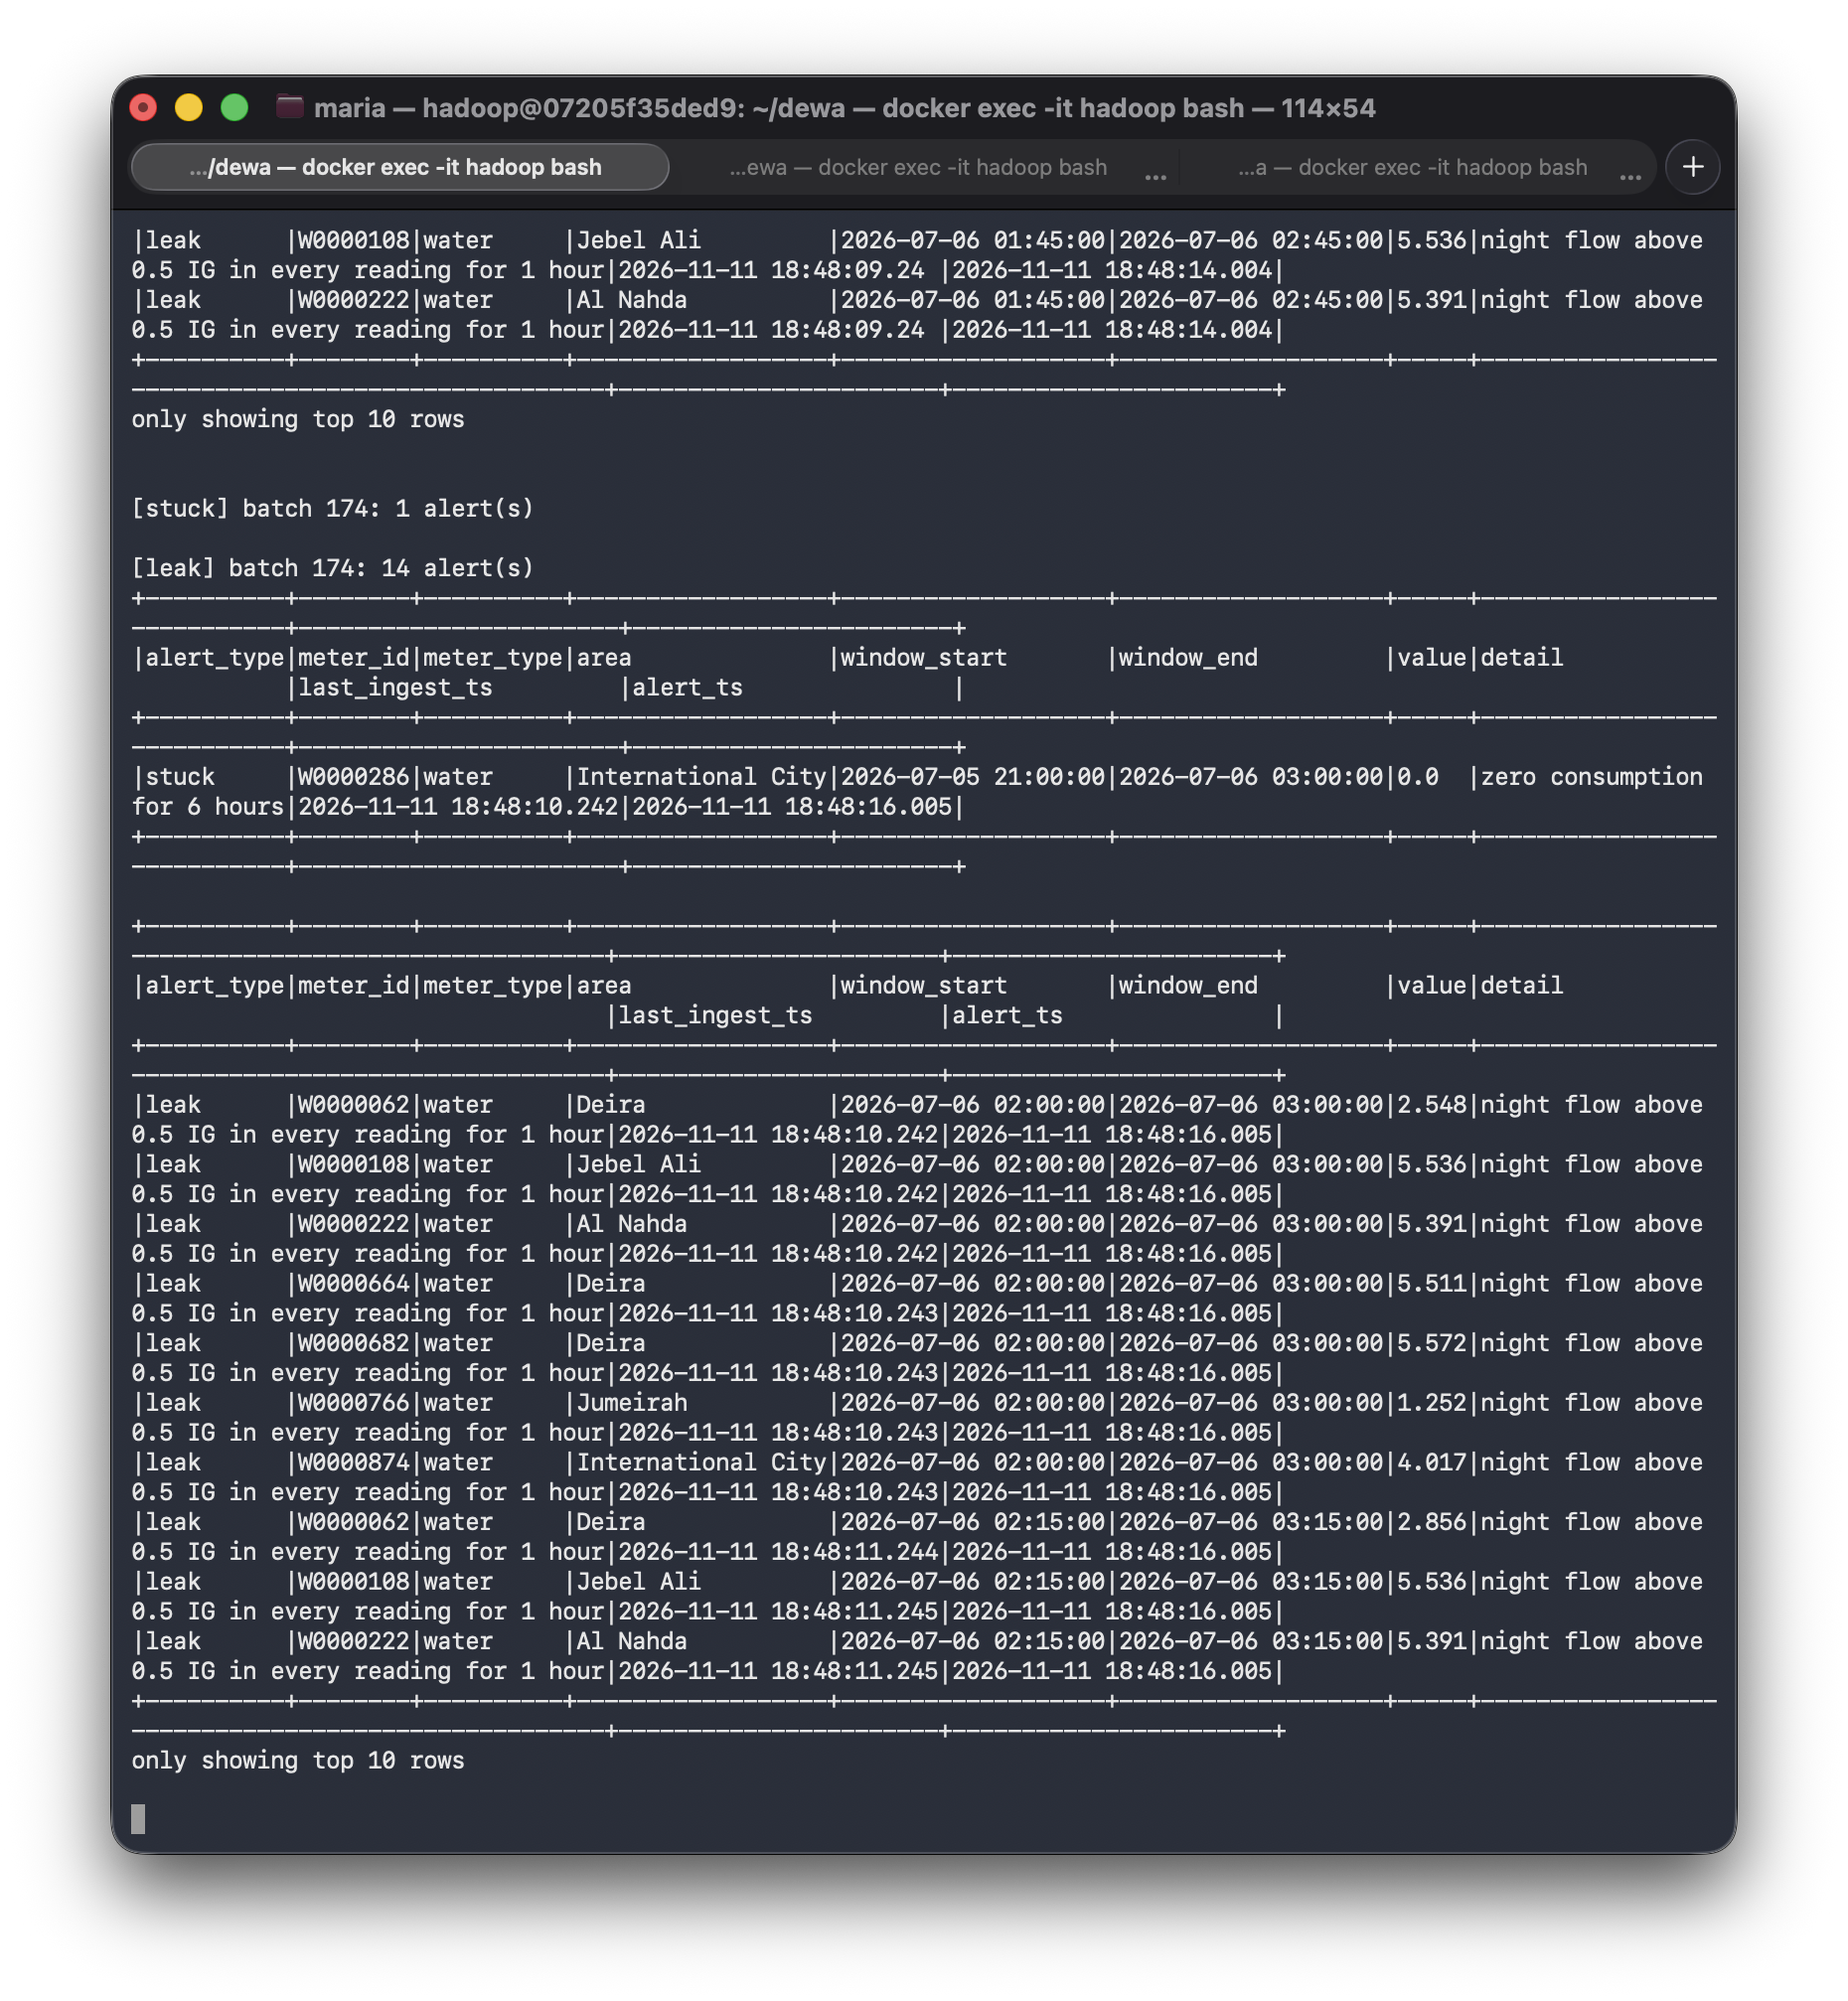 maria — hadoop@07205f35ded9: ~/dewa — docker exec -it hadoop bash — 114×54
.../dewa — docker exec -it hadoop bash
...ewa — docker exec -it hadoop bash ...
...a — docker exec -it hadoop bash ...
+
|leak      |W0000108|water     |Jebel Ali         |2026-07-06 01:45:00|2026-07-06 02:45:00|5.536|night flow above
0.5 IG in every reading for 1 hour|2026-11-11 18:48:09.24 |2026-11-11 18:48:14.004|
|leak      |W0000222|water     |Al Nahda          |2026-07-06 01:45:00|2026-07-06 02:45:00|5.391|night flow above
0.5 IG in every reading for 1 hour|2026-11-11 18:48:09.24 |2026-11-11 18:48:14.004|
+----------+--------+----------+------------------+-------------------+-------------------+-----+-----------------
----------------------------------+-----------------------+-----------------------+
only showing top 10 rows
[stuck] batch 174: 1 alert(s)
[leak] batch 174: 14 alert(s)
+----------+--------+----------+------------------+-------------------+-------------------+-----+-----------------
-----------+-----------------------+-----------------------+
|alert_type|meter_id|meter_type|area              |window_start       |window_end         |value|detail
           |last_ingest_ts         |alert_ts               |
+----------+--------+----------+------------------+-------------------+-------------------+-----+-----------------
-----------+-----------------------+-----------------------+
|stuck     |W0000286|water     |International City|2026-07-05 21:00:00|2026-07-06 03:00:00|0.0  |zero consumption
for 6 hours|2026-11-11 18:48:10.242|2026-11-11 18:48:16.005|
+----------+--------+----------+------------------+-------------------+-------------------+-----+-----------------
-----------+-----------------------+-----------------------+
+----------+--------+----------+------------------+-------------------+-------------------+-----+-----------------
----------------------------------+-----------------------+-----------------------+
|alert_type|meter_id|meter_type|area              |window_start       |window_end         |value|detail
                                  |last_ingest_ts         |alert_ts               |
+----------+--------+----------+------------------+-------------------+-------------------+-----+-----------------
----------------------------------+-----------------------+-----------------------+
|leak      |W0000062|water     |Deira             |2026-07-06 02:00:00|2026-07-06 03:00:00|2.548|night flow above
0.5 IG in every reading for 1 hour|2026-11-11 18:48:10.242|2026-11-11 18:48:16.005|
|leak      |W0000108|water     |Jebel Ali         |2026-07-06 02:00:00|2026-07-06 03:00:00|5.536|night flow above
0.5 IG in every reading for 1 hour|2026-11-11 18:48:10.242|2026-11-11 18:48:16.005|
|leak      |W0000222|water     |Al Nahda          |2026-07-06 02:00:00|2026-07-06 03:00:00|5.391|night flow above
0.5 IG in every reading for 1 hour|2026-11-11 18:48:10.242|2026-11-11 18:48:16.005|
|leak      |W0000664|water     |Deira             |2026-07-06 02:00:00|2026-07-06 03:00:00|5.511|night flow above
0.5 IG in every reading for 1 hour|2026-11-11 18:48:10.243|2026-11-11 18:48:16.005|
|leak      |W0000682|water     |Deira             |2026-07-06 02:00:00|2026-07-06 03:00:00|5.572|night flow above
0.5 IG in every reading for 1 hour|2026-11-11 18:48:10.243|2026-11-11 18:48:16.005|
|leak      |W0000766|water     |Jumeirah          |2026-07-06 02:00:00|2026-07-06 03:00:00|1.252|night flow above
0.5 IG in every reading for 1 hour|2026-11-11 18:48:10.243|2026-11-11 18:48:16.005|
|leak      |W0000874|water     |International City|2026-07-06 02:00:00|2026-07-06 03:00:00|4.017|night flow above
0.5 IG in every reading for 1 hour|2026-11-11 18:48:10.243|2026-11-11 18:48:16.005|
|leak      |W0000062|water     |Deira             |2026-07-06 02:15:00|2026-07-06 03:15:00|2.856|night flow above
0.5 IG in every reading for 1 hour|2026-11-11 18:48:11.244|2026-11-11 18:48:16.005|
|leak      |W0000108|water     |Jebel Ali         |2026-07-06 02:15:00|2026-07-06 03:15:00|5.536|night flow above
0.5 IG in every reading for 1 hour|2026-11-11 18:48:11.245|2026-11-11 18:48:16.005|
|leak      |W0000222|water     |Al Nahda          |2026-07-06 02:15:00|2026-07-06 03:15:00|5.391|night flow above
0.5 IG in every reading for 1 hour|2026-11-11 18:48:11.245|2026-11-11 18:48:16.005|
+----------+--------+----------+------------------+-------------------+-------------------+-----+-----------------
----------------------------------+-----------------------+-----------------------+
only showing top 10 rows